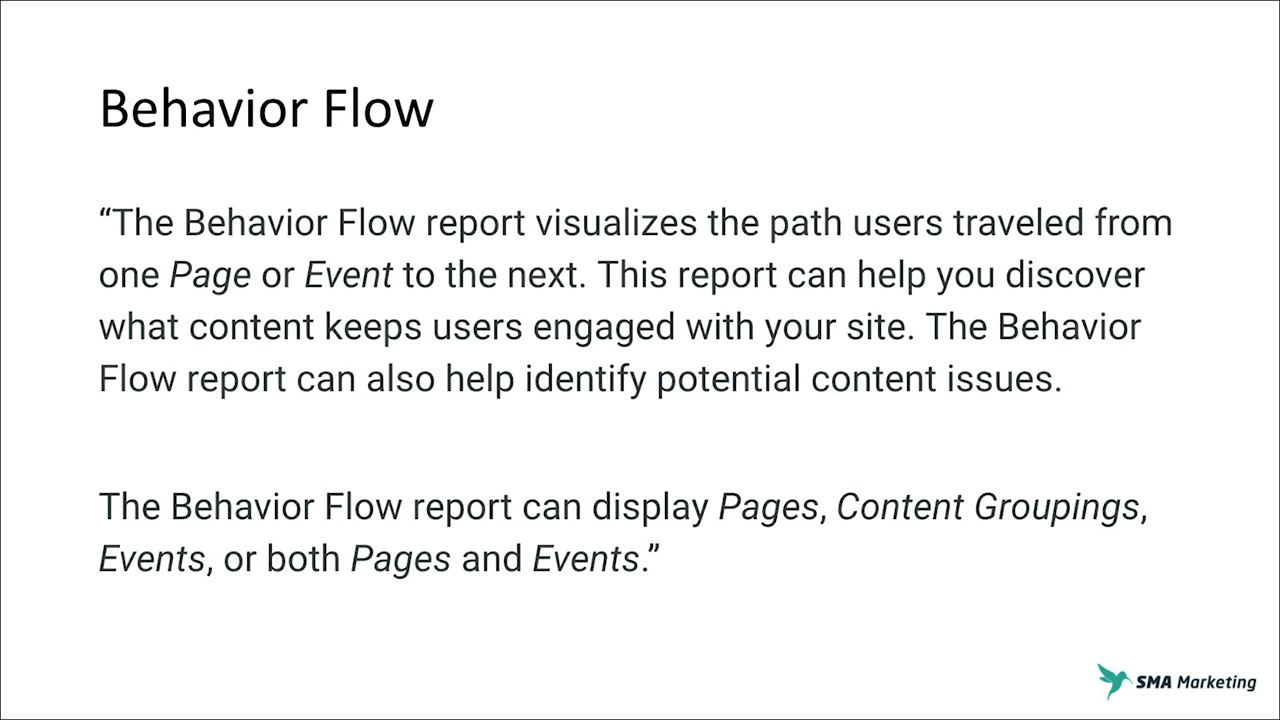 Behavior Flow
“The Behavior Flow report visualizes the path users traveled from
one Page or Event to the next. This report can help you discover
what content keeps users engaged with your site. The Behavior
Flow report can also help identify potential content issues.
The Behavior Flow report can display Pages, Content Groupings,
Events, or both Pages and Events.”
SMA Marketing